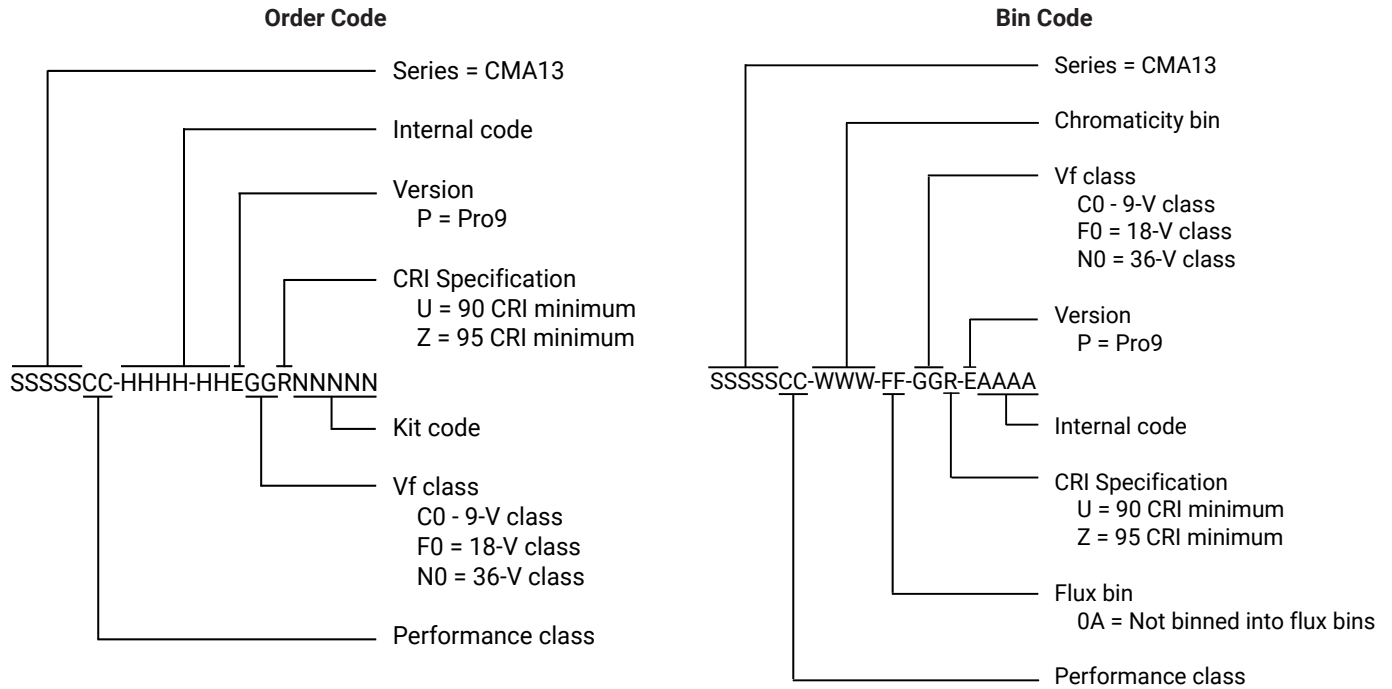 Order Code
Series = CMA13
Internal code
Version
P = Pro9
CRI Specification
U = 90 CRI minimum
Z = 95 CRI minimum
SSSSSCC-HHHH-HHEGGRNNNNN
Kit code
Vf class
C0 - 9-V class
F0 = 18-V class
N0 = 36-V class
Performance class
Bin Code
Series = CMA13
Chromaticity bin
Vf class
C0 - 9-V class
F0 = 18-V class
N0 = 36-V class
Version
P = Pro9
SSSSSCC-WWW-FF-GGR-EAAAA
Internal code
CRI Specification
U = 90 CRI minimum
Z = 95 CRI minimum
Flux bin
0A = Not binned into flux bins
Performance class